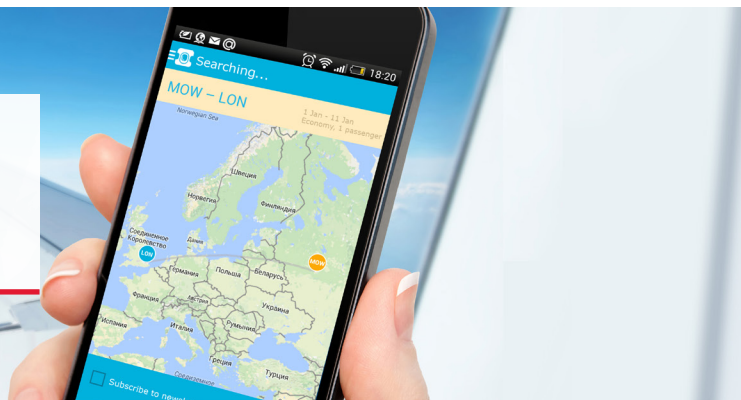 18:20
Searching...
MOW – LON
1 Jan - 11 Jan
Economy, 1 passenger
Norwegian Sea
Швеция
Норвегия
Финляндия
Соединенное
Королевство
Дания
LON
MOW
Германия
Польша
Беларусь
Франция
Австрия
Украина
Испания
Италия
Румыния
Греция
Турция
Средиземное
Subscribe to